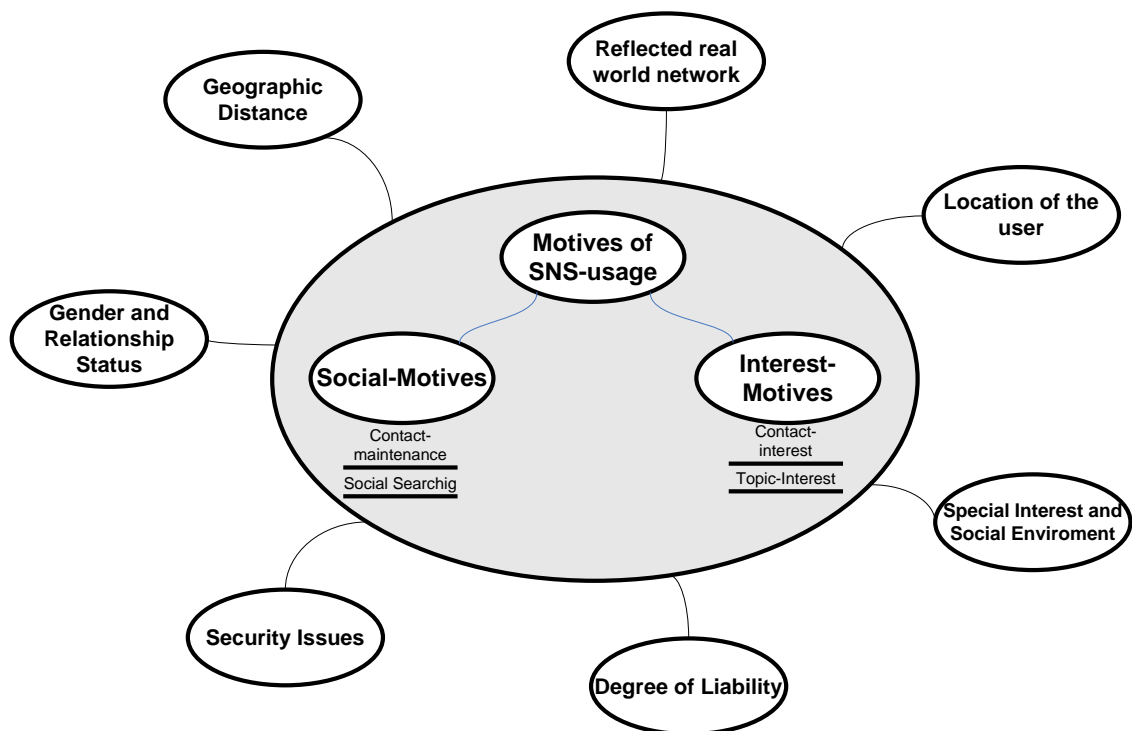 Reflected real
world network
Geographic
Distance
Location of the
user
Motives of
SNS-usage
Gender and
Relationship
Status
Social-Motives
Interest-
Motives
Contact-
maintenance
Social Searchig
Contact-
interest
Topic-Interest
Special Interest and
Social Enviroment
Security Issues
Degree of Liability